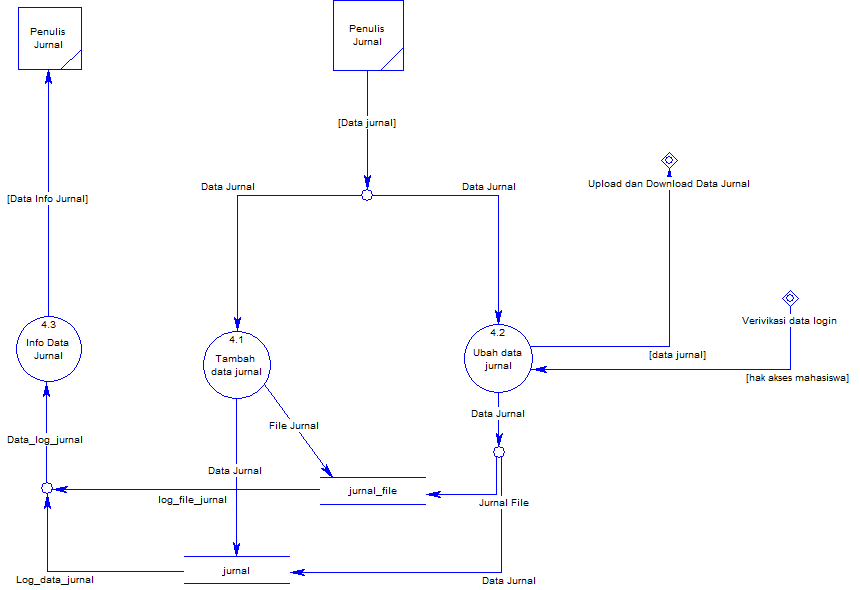 Penulis
Jurnal
Penulis
Jurnal
[Data jurnal]
Data Jurnal
Data Jurnal
Upload dan Download Data Jurnal
[Data Info Jurnal]
4.3
Info Data
Jurnal
4.1
Tambah
data jurnal
4.2
Ubah data
jurnal
Verivikasi data login
[data jurnal]
[hak akses mahasiswa]
Data Jurnal
File Jurnal
Data_log_jurnal
Data Jurnal
jurnal_file
log_file_jurnal
Jurnal File
jurnal
Log_data_jurnal
Data Jurnal